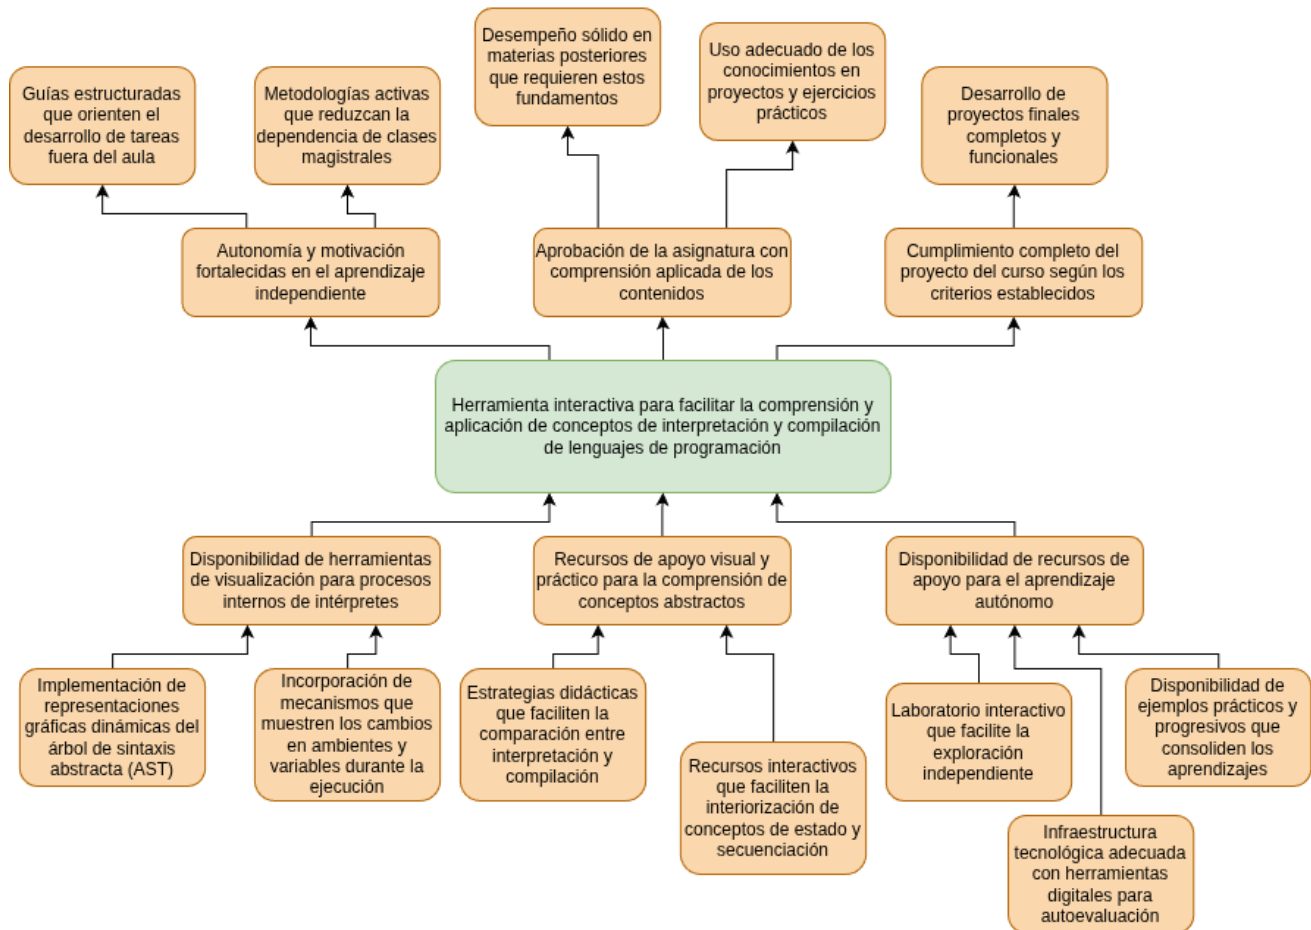 Desempeño sólido en
materias posteriores
que requieren estos
fundamentos
Uso adecuado de los
conocimientos en
proyectos y ejercicios
prácticos
Guías estructuradas
que orienten el
desarrollo de tareas
fuera del aula
Metodologías activas
que reduzcan la
dependencia de clases
magistrales
Desarrollo de
proyectos finales
completos y
funcionales
Autonomía y motivación
fortalecidas en el aprendizaje
independiente
Aprobación de la asignatura con
comprensión aplicada de los
contenidos
Cumplimiento completo del
proyecto del curso según los
criterios establecidos
Herramienta interactiva para facilitar la comprensión y
aplicación de conceptos de interpretación y compilación
de lenguajes de programación
Disponibilidad de herramientas
de visualización para procesos
internos de intérpretes
Recursos de apoyo visual y
práctico para la comprensión de
conceptos abstractos
Disponibilidad de recursos de
apoyo para el aprendizaje
autónomo
Implementación de
representaciones
gráficas dinámicas del
árbol de sintaxis
abstracta (AST)
Incorporación de
mecanismos que
muestren los cambios
en ambientes y
variables durante la
ejecución
Estrategias didácticas
que faciliten la
comparación entre
interpretación y
compilación
Recursos interactivos
que faciliten la
interiorización de
conceptos de estado y
secuenciación
Laboratorio interactivo
que facilite la
exploración
independiente
Infraestructura
tecnológica adecuada
con herramientas
digitales para
autoevaluación
Disponibilidad de
ejemplos prácticos y
progresivos que
consoliden los
aprendizajes